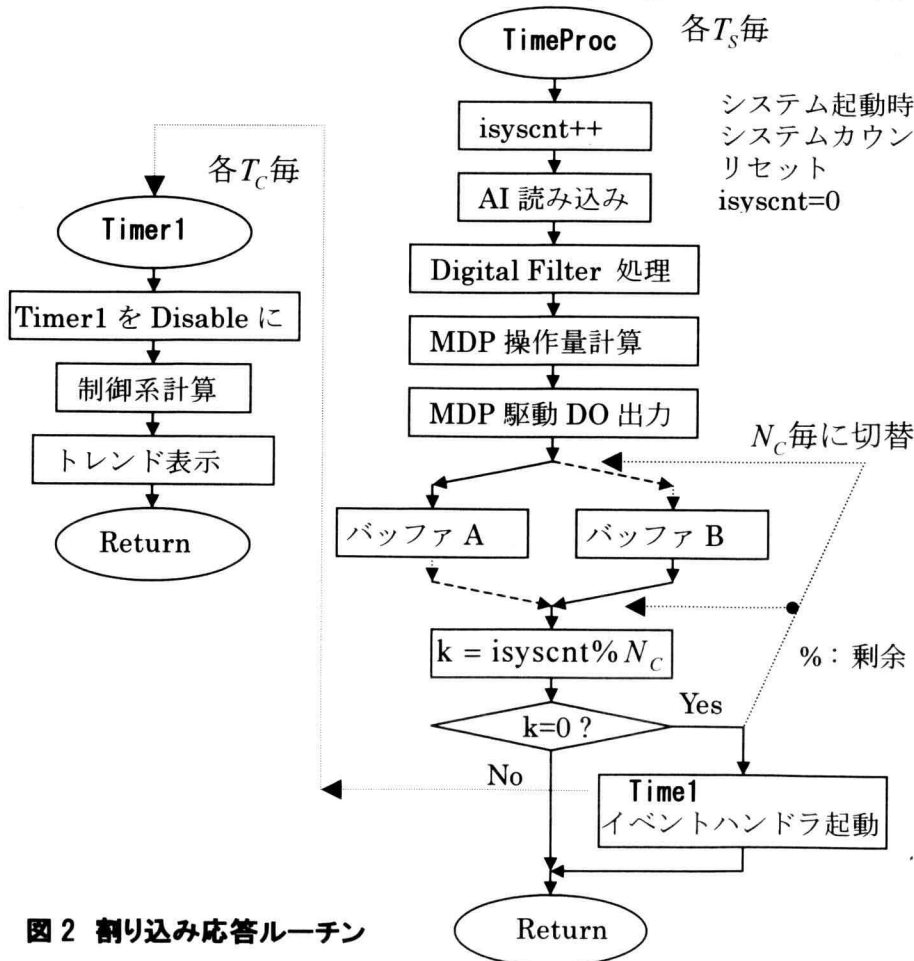 TimeProc
各T_S毎
isyscnt++
システム起動時
システムカウン
リセット
isyscnt=0
AI 読み込み
Digital Filter 処理
MDP 操作量計算
MDP 駆動 DO 出力
N_C毎に切替
バッファ A
バッファ B
k = isyscnt% N_C
%： 剰余
k=0 ?
Yes
No
Time1
イベントハンドラ起動
Return
各T_C毎
Timer1
Timer1 を Disable に
制御系計算
トレンド表示
Return
図 2 割り込み応答ルーチン